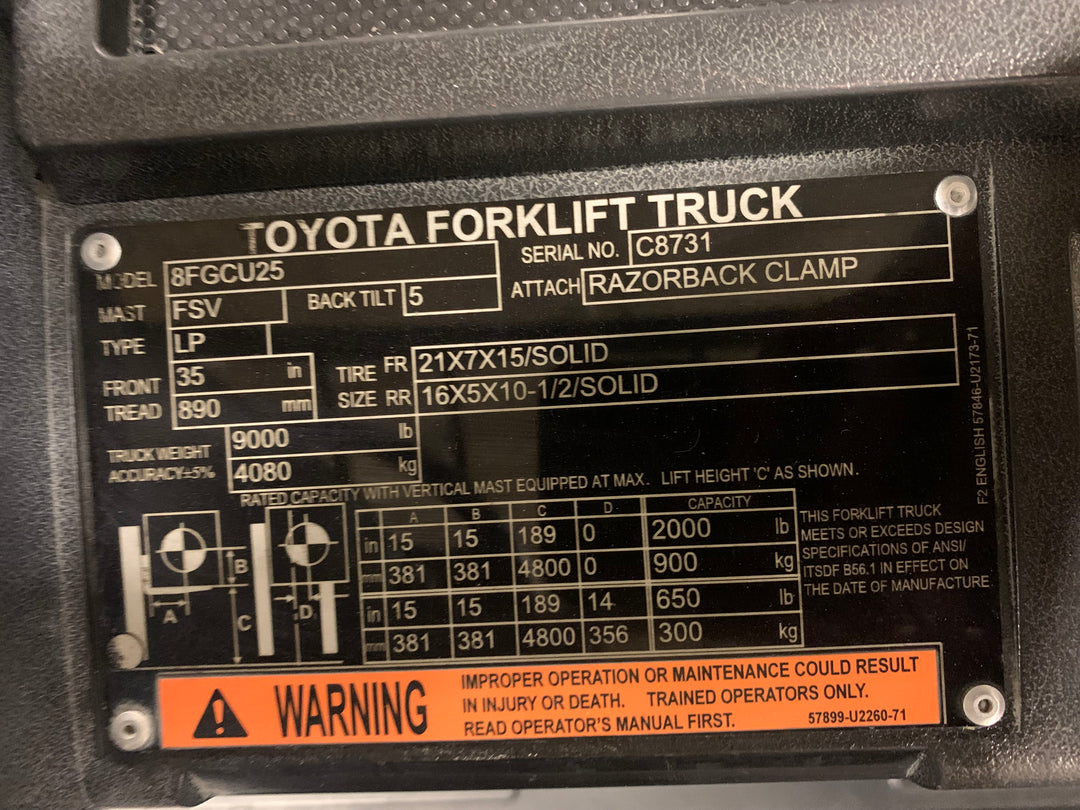 TOYOTA FORKLIFT TRUCK
MODEL 8FGCU25
SERIAL NO. C8731
MAST FSV BACK TILT 5
ATTACH RAZORBACK CLAMP
TYPE LP
FRONT TREAD 35 in
890 mm
TIRE SIZE FR 21X7X15/SOLID
RR 16X5X10-1/2/SOLID
TRUCK WEIGHT 9000 lb
ACCURACY±5% 4080 kg
RATED CAPACITY WITH VERTICAL MAST EQUIPPED AT MAX. LIFT HEIGHT 'C' AS SHOWN.
A B C D CAPACITY
in 15 15 189 0 2000 lb
mm 381 381 4800 0 900 kg
in 15 15 189 14 650 lb
mm 381 381 4800 356 300 kg
A B C D
THIS FORKLIFT TRUCK
MEETS OR EXCEEDS DESIGN
SPECIFICATIONS OF ANSI/
ITSDF B56.1 IN EFFECT ON
THE DATE OF MANUFACTURE.
F2 ENGLISH 57846-U2173-71
WARNING
IMPROPER OPERATION OR MAINTENANCE COULD RESULT
IN INJURY OR DEATH. TRAINED OPERATORS ONLY.
READ OPERATOR'S MANUAL FIRST. 57899-U2260-71